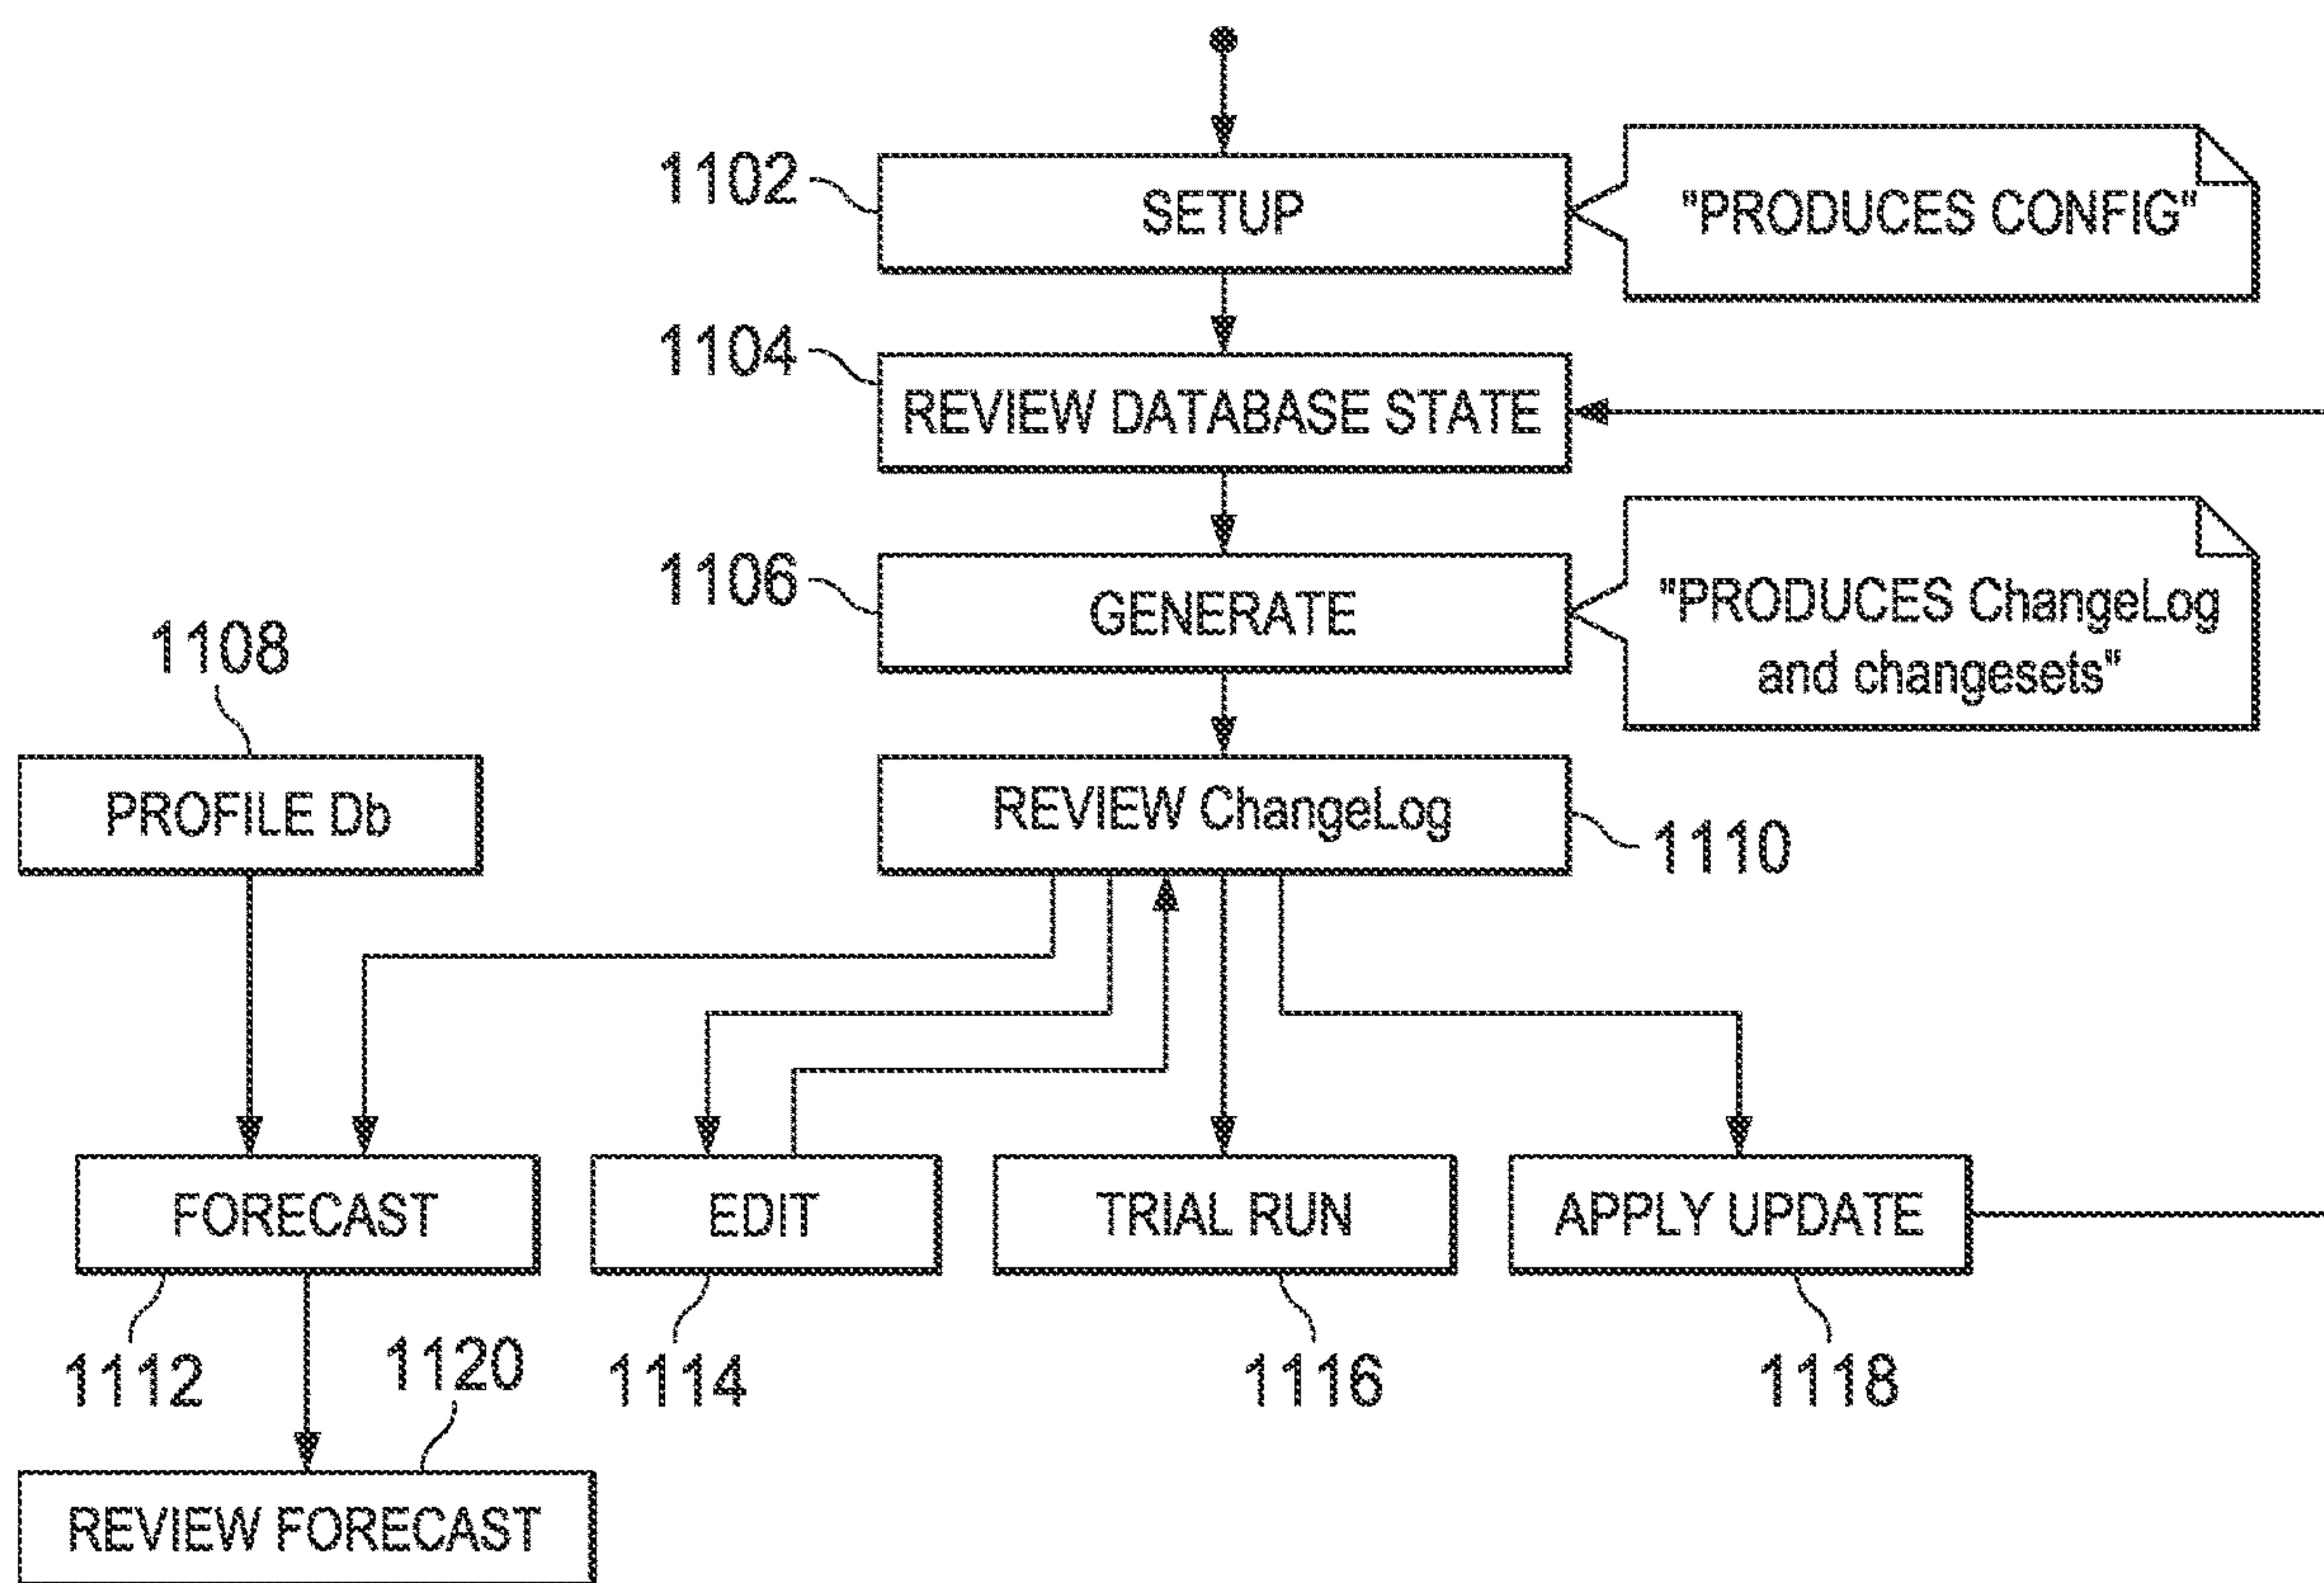 1102
SETUP
"PRODUCES CONFIG"
1104
REVIEW DATABASE STATE
1106
GENERATE
"PRODUCES ChangeLog
and changesets"
1108
PROFILE Db
REVIEW ChangeLog
1110
FORECAST
EDIT
TRIAL RUN
APPLY UPDATE
1112
1120
1114
1116
1118
REVIEW FORECAST